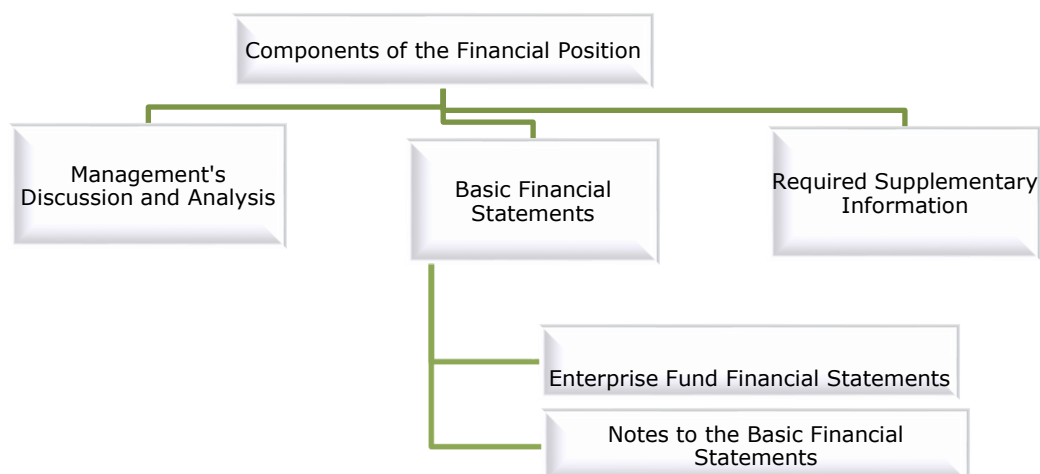 Components of the Financial Position
Management's
Discussion and Analysis
Basic Financial
Statements
Required Supplementary
Information
Enterprise Fund Financial Statements
Notes to the Basic Financial
Statements